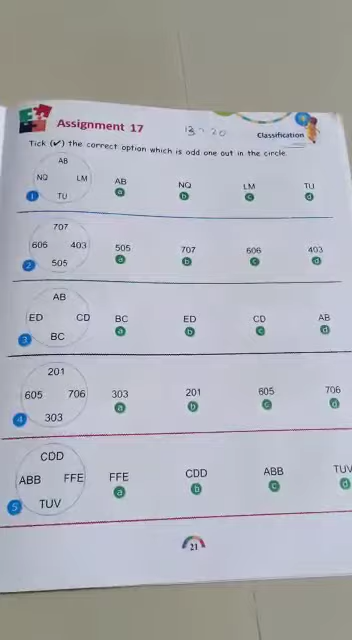 Assignment 17
Classification
Tick (✔) the correct option which is odd one out in the circle.
AB
NQ LM
TU
1
AB NQ LM TU
a b c d
707
606 403
505
2
505 707 606 403
a b c d
AB
ED CD
BC
3
BC ED CD AB
a b c d
201
605 706
303
4
303 201 605 706
a b c d
CDD
ABB FFE
TUV
5
FFE CDD ABB TUV
a b c d
21